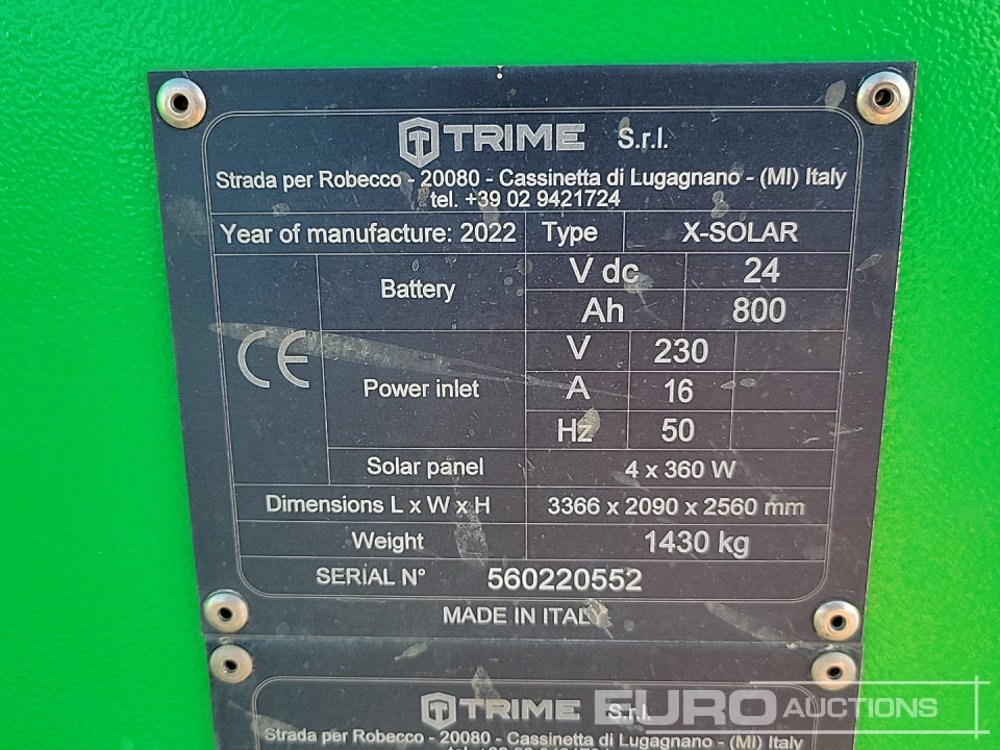 TRIME S.r.l.
Strada per Robecco - 20080 - Cassinetta di Lugagnano - (MI) Italy
tel. +39 02 9421724
Year of manufacture: 2022 Type X-SOLAR
Battery V dc 24
Ah 800
CE
Power inlet V 230
A 16
Hz 50
Solar panel 4 x 360 W
Dimensions L x W x H 3366 x 2090 x 2560 mm
Weight 1430 kg
SERIAL N° 560220552
MADE IN ITALY
TRIME S.r.l.
Strada per Robecco - 20080 - Cassinetta di Lugagnano - (MI) Italy
EURO AUCTIONS